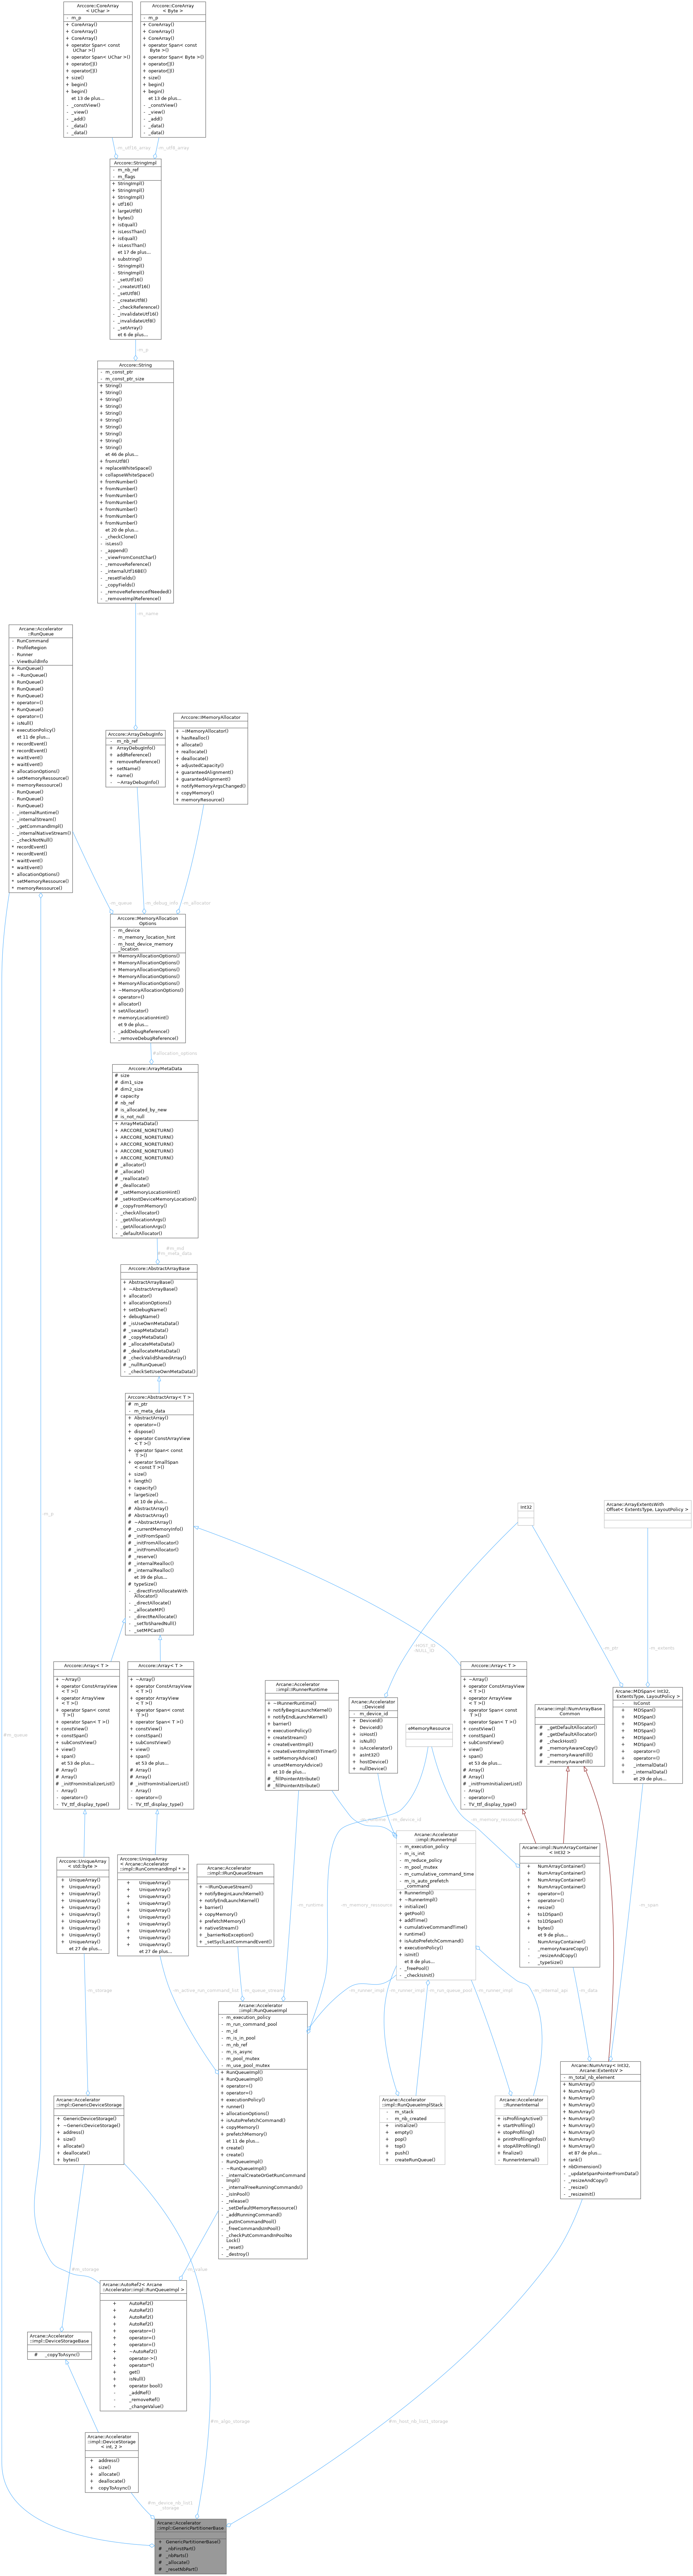 Arccore::CoreArray
< UChar >
- m_p
+ CoreArray()
+ CoreArray()
+ CoreArray()
+ operator Span< const
UChar >()
+ operator Span< UChar >()
+ operator[]()
+ operator[]()
+ size()
+ begin()
+ begin()
et 13 de plus...
- _constView()
- _view()
- _add()
- _data()
- _data()
Arccore::CoreArray
< Byte >
- m_p
+ CoreArray()
+ CoreArray()
+ CoreArray()
+ operator Span< const
Byte >()
+ operator Span< Byte >()
+ operator[]()
+ operator[]()
+ size()
+ begin()
+ begin()
et 13 de plus...
- _constView()
- _view()
- _add()
- _data()
- _data()
-m_utf16_array
-m_utf8_array
Arccore::StringImpl
- m_nb_ref
- m_flags
+ StringImpl()
+ StringImpl()
+ StringImpl()
+ utf16()
+ largeUtf8()
+ bytes()
+ isEqual()
+ isLessThan()
+ isEqual()
+ isLessThan()
et 17 de plus...
+ substring()
- StringImpl()
- StringImpl()
- _setUtf16()
- _createUtf16()
- _setUtf8()
- _createUtf8()
- _checkReference()
- _invalidateUtf16()
- _invalidateUtf8()
- _setArray()
et 6 de plus...
-m_p
Arccore::String
- m_const_ptr
- m_const_ptr_size
+ String()
+ String()
+ String()
+ String()
+ String()
+ String()
+ String()
+ String()
+ String()
+ String()
et 46 de plus...
+ fromUtf8()
+ replaceWhiteSpace()
+ collapseWhiteSpace()
+ fromNumber()
+ fromNumber()
+ fromNumber()
+ fromNumber()
+ fromNumber()
+ fromNumber()
+ fromNumber()
et 20 de plus...
- _checkClone()
- isLess()
- _append()
- _viewFromConstChar()
- _removeReference()
- _internalUtf16BE()
- _resetFields()
- _copyFields()
- _removeReferenceIfNeeded()
- _removeImplReference()
-m_name
Arcane::Accelerator
::RunQueue
- RunCommand
- ProfileRegion
- Runner
- ViewBuildInfo
+ RunQueue()
+ ~RunQueue()
+ RunQueue()
+ RunQueue()
+ RunQueue()
+ operator=()
+ RunQueue()
+ operator=()
+ isNull()
+ executionPolicy()
et 11 de plus...
+ recordEvent()
+ recordEvent()
+ waitEvent()
+ waitEvent()
+ allocationOptions()
+ setMemoryRessource()
+ memoryRessource()
- RunQueue()
- RunQueue()
- RunQueue()
- _internalRuntime()
- _internalStream()
- _getCommandImpl()
- _internalNativeStream()
- _checkNotNull()
* recordEvent()
* recordEvent()
* waitEvent()
* waitEvent()
* allocationOptions()
* setMemoryRessource()
* memoryRessource()
Arccore::ArrayDebugInfo
- m_nb_ref
+ ArrayDebugInfo()
+ addReference()
+ removeReference()
+ setName()
+ name()
- ~ArrayDebugInfo()
Arccore::IMemoryAllocator
+ ~IMemoryAllocator()
+ hasRealloc()
+ allocate()
+ reallocate()
+ deallocate()
+ adjustedCapacity()
+ guaranteedAlignment()
+ guarantedAlignment()
+ notifyMemoryArgsChanged()
+ copyMemory()
+ memoryResource()
-m_queue
-m_debug_info
-m_allocator
Arccore::MemoryAllocation
Options
- m_device
- m_memory_location_hint
- m_host_device_memory
_location
+ MemoryAllocationOptions()
+ MemoryAllocationOptions()
+ MemoryAllocationOptions()
+ MemoryAllocationOptions()
+ MemoryAllocationOptions()
+ ~MemoryAllocationOptions()
+ operator=()
+ allocator()
+ setAllocator()
+ memoryLocationHint()
et 9 de plus...
- _addDebugReference()
- _removeDebugReference()
#allocation_options
Arccore::ArrayMetaData
# size
# dim1_size
# dim2_size
# capacity
# nb_ref
# is_allocated_by_new
# is_not_null
+ ArrayMetaData()
+ ARCCORE_NORETURN()
+ ARCCORE_NORETURN()
+ ARCCORE_NORETURN()
+ ARCCORE_NORETURN()
+ ARCCORE_NORETURN()
# _allocator()
# _allocate()
# _reallocate()
# _deallocate()
# _setMemoryLocationHint()
# _setHostDeviceMemoryLocation()
# _copyFromMemory()
- _checkAllocator()
- _getAllocationArgs()
- _getAllocationArgs()
- _defaultAllocator()
#m_md
#m_meta_data
Arccore::AbstractArrayBase
+ AbstractArrayBase()
+ ~AbstractArrayBase()
+ allocator()
+ allocationOptions()
+ setDebugName()
+ debugName()
# _isUseOwnMetaData()
# _swapMetaData()
# _copyMetaData()
# _allocateMetaData()
# _deallocateMetaData()
# _checkValidSharedArray()
# _nullRunQueue()
- _checkSetUseOwnMetaData()
Arccore::AbstractArray< T >
# m_ptr
- m_meta_data
+ AbstractArray()
+ operator=()
+ dispose()
+ operator ConstArrayView
< T >()
+ operator Span< const
T >()
+ operator SmallSpan
< const T >()
+ size()
+ length()
+ capacity()
+ largeSize()
et 10 de plus...
# AbstractArray()
# AbstractArray()
# ~AbstractArray()
# _currentMemoryInfo()
# _initFromSpan()
# _initFromAllocator()
# _initFromAllocator()
# _reserve()
# _internalRealloc()
# _internalRealloc()
et 39 de plus...
# typeSize()
- _directFirstAllocateWith
Allocator()
- _directAllocate()
- _allocateMP()
- _directReAllocate()
- _setToSharedNull()
- _setMPCast()
-m_p
Int32
Arcane::ArrayExtentsWith
Offset< ExtentsType, LayoutPolicy >
-HOST_ID
-NULL_ID
-m_ptr
-m_extents
Arccore::Array< T >
+ ~Array()
+ operator ConstArrayView
< T >()
+ operator ArrayView
< T >()
+ operator Span< const
T >()
+ operator Span< T >()
+ constView()
+ constSpan()
+ subConstView()
+ view()
+ span()
et 53 de plus...
# Array()
# Array()
# _initFromInitializerList()
- Array()
- operator=()
- TV_ttf_display_type()
Arccore::Array< T >
+ ~Array()
+ operator ConstArrayView
< T >()
+ operator ArrayView
< T >()
+ operator Span< const
T >()
+ operator Span< T >()
+ constView()
+ constSpan()
+ subConstView()
+ view()
+ span()
et 53 de plus...
# Array()
# Array()
# _initFromInitializerList()
- Array()
- operator=()
- TV_ttf_display_type()
Arcane::Accelerator
::impl::IRunnerRuntime
+ ~IRunnerRuntime()
+ notifyBeginLaunchKernel()
+ notifyEndLaunchKernel()
+ barrier()
+ executionPolicy()
+ createStream()
+ createEventImpl()
+ createEventImplWithTimer()
+ setMemoryAdvice()
+ unsetMemoryAdvice()
et 10 de plus...
# _fillPointerAttribute()
# _fillPointerAttribute()
Arcane::Accelerator
::DeviceId
- m_device_id
+ DeviceId()
+ DeviceId()
+ isHost()
+ isNull()
+ isAccelerator()
+ asInt32()
+ hostDevice()
+ nullDevice()
eMemoryResource
Arccore::Array< T >
+ ~Array()
+ operator ConstArrayView
< T >()
+ operator ArrayView
< T >()
+ operator Span< const
T >()
+ operator Span< T >()
+ constView()
+ constSpan()
+ subConstView()
+ view()
+ span()
et 53 de plus...
# Array()
# Array()
# _initFromInitializerList()
- Array()
- operator=()
- TV_ttf_display_type()
Arcane::impl::NumArrayBase
Common
# _getDefaultAllocator()
# _getDefaultAllocator()
# _checkHost()
# _memoryAwareCopy()
# _memoryAwareFill()
# _memoryAwareFill()
Arcane::MDSpan< Int32,
ExtentsType, LayoutPolicy >
- IsConst
+ MDSpan()
+ MDSpan()
+ MDSpan()
+ MDSpan()
+ MDSpan()
+ MDSpan()
+ operator=()
+ operator=()
+ _internalData()
+ _internalData()
et 29 de plus...
#m_queue
-m_runtime
-m_device_id
-m_memory_ressource
Arcane::Accelerator
::impl::RunnerImpl
- m_execution_policy
- m_is_init
- m_reduce_policy
- m_pool_mutex
- m_cumulative_command_time
- m_is_auto_prefetch
_command
+ RunnerImpl()
+ ~RunnerImpl()
+ initialize()
+ getPool()
+ addTime()
+ cumulativeCommandTime()
+ runtime()
+ isAutoPrefetchCommand()
+ executionPolicy()
+ isInit()
et 8 de plus...
- _freePool()
- _checkIsInit()
Arcane::impl::NumArrayContainer
< Int32 >
+ NumArrayContainer()
+ NumArrayContainer()
+ NumArrayContainer()
+ NumArrayContainer()
+ operator=()
+ operator=()
+ resize()
+ to1DSpan()
+ to1DSpan()
+ bytes()
et 9 de plus...
- NumArrayContainer()
- _memoryAwareCopy()
- _resizeAndCopy()
- _typeSize()
Arccore::UniqueArray
< std::byte >
+ UniqueArray()
+ UniqueArray()
+ UniqueArray()
+ UniqueArray()
+ UniqueArray()
+ UniqueArray()
+ UniqueArray()
+ UniqueArray()
+ UniqueArray()
+ UniqueArray()
et 27 de plus...
Arccore::UniqueArray
< Arcane::Accelerator
::impl::RunCommandImpl * >
+ UniqueArray()
+ UniqueArray()
+ UniqueArray()
+ UniqueArray()
+ UniqueArray()
+ UniqueArray()
+ UniqueArray()
+ UniqueArray()
+ UniqueArray()
+ UniqueArray()
et 27 de plus...
Arcane::Accelerator
::impl::IRunQueueStream
+ ~IRunQueueStream()
+ notifyBeginLaunchKernel()
+ notifyEndLaunchKernel()
+ barrier()
+ copyMemory()
+ prefetchMemory()
+ nativeStream()
+ _barrierNoException()
+ _setSyclLastCommandEvent()
-m_runtime
-m_memory_ressource
-m_span
-m_storage
-m_active_run_command_list
-m_queue_stream
-m_runner_impl
-m_runner_impl
-m_run_queue_pool
-m_runner_impl
-m_internal_api
-m_data
Arcane::Accelerator
::impl::RunQueueImpl
- m_execution_policy
- m_run_command_pool
- m_id
- m_is_in_pool
- m_nb_ref
- m_is_async
- m_pool_mutex
- m_use_pool_mutex
+ RunQueueImpl()
+ RunQueueImpl()
+ operator=()
+ operator=()
+ executionPolicy()
+ runner()
+ allocationOptions()
+ isAutoPrefetchCommand()
+ copyMemory()
+ prefetchMemory()
et 11 de plus...
+ create()
+ create()
- RunQueueImpl()
- ~RunQueueImpl()
- _internalCreateOrGetRunCommand
Impl()
- _internalFreeRunningCommands()
- _isInPool()
- _release()
- _setDefaultMemoryRessource()
- _addRunningCommand()
- _putInCommandPool()
- _freeCommandsInPool()
- _checkPutCommandInPoolNo
Lock()
- _reset()
- _destroy()
Arcane::Accelerator
::impl::GenericDeviceStorage
+ GenericDeviceStorage()
+ ~GenericDeviceStorage()
+ address()
+ size()
+ allocate()
+ deallocate()
+ bytes()
Arcane::Accelerator
::impl::RunQueueImplStack
- m_stack
- m_nb_created
+ initialize()
+ empty()
+ pop()
+ top()
+ push()
+ createRunQueue()
Arcane::Accelerator
::RunnerInternal
+ isProfilingActive()
+ startProfiling()
+ stopProfiling()
+ printProfilingInfos()
+ stopAllProfiling()
+ finalize()
- RunnerInternal()
Arcane::NumArray< Int32,
Arcane::ExtentsV >
- m_total_nb_element
+ NumArray()
+ NumArray()
+ NumArray()
+ NumArray()
+ NumArray()
+ NumArray()
+ NumArray()
+ NumArray()
+ NumArray()
+ NumArray()
et 87 de plus...
+ rank()
+ nbDimension()
- _updateSpanPointerFromData()
- _resizeAndCopy()
- _resize()
- _resizeInit()
#m_storage
-m_value
Arcane::AutoRef2< Arcane
::Accelerator::impl::RunQueueImpl >
+ AutoRef2()
+ AutoRef2()
+ AutoRef2()
+ AutoRef2()
+ operator=()
+ operator=()
+ operator=()
+ ~AutoRef2()
+ operator->()
+ operator*()
+ get()
+ isNull()
+ operator bool()
- _addRef()
- _removeRef()
- _changeValue()
Arcane::Accelerator
::impl::DeviceStorageBase
# _copyToAsync()
#m_algo_storage
#m_host_nb_list1_storage
Arcane::Accelerator
::impl::DeviceStorage
< int, 2 >
+ address()
+ size()
+ allocate()
+ deallocate()
+ copyToAsync()
#m_device_nb_list1
_storage
Arcane::Accelerator
::impl::GenericPartitionerBase
+ GenericPartitionerBase()
# _nbFirstPart()
# _nbParts()
# _allocate()
# _resetNbPart()